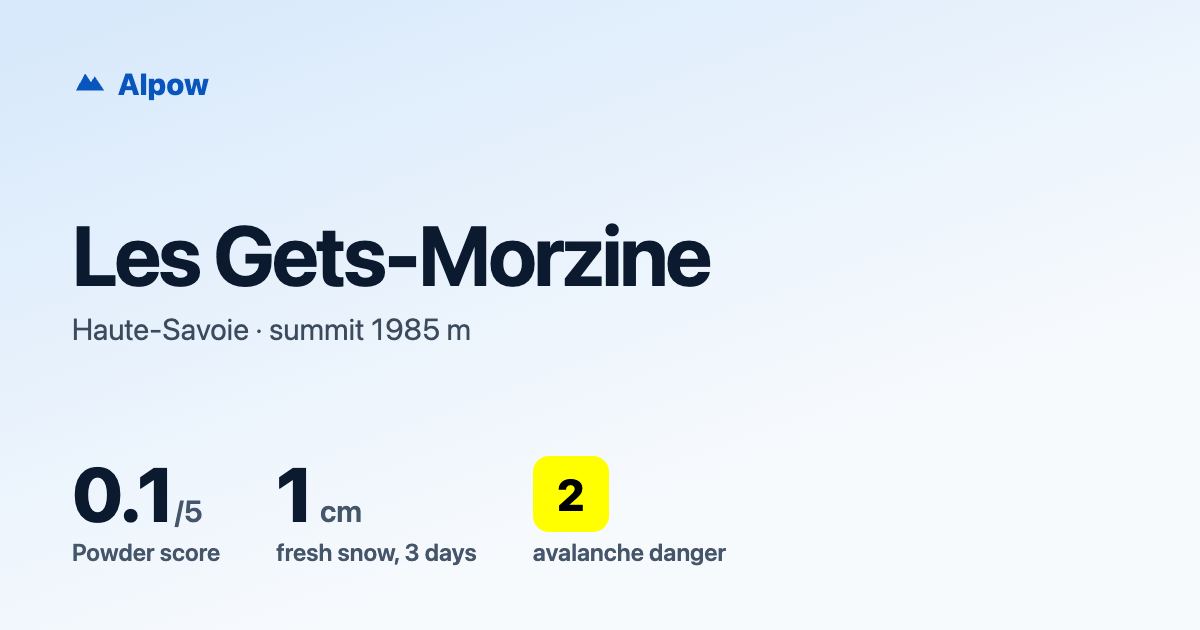 Alpow
Les Gets-Morzine
Haute-Savoie · summit 1985 m
0.1/5
Powder score
1 cm
fresh snow, 3 days
2
avalanche danger